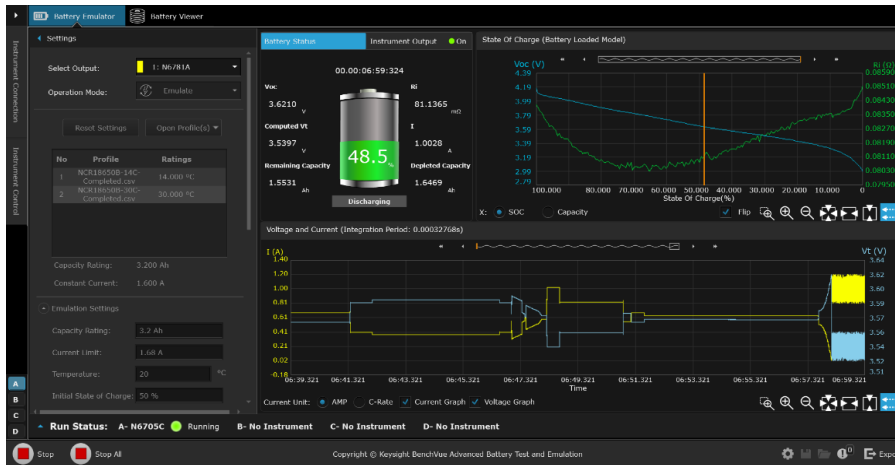 Battery Emulator
Battery Viewer
Instrument Connection
Instrument Control
Settings
Select Output:
1: N6781A
Operation Mode:
Emulate
Reset Settings
Open Profile(s)
No Profile Ratings
1 NCR18650B-14C-Completed.csv 14.000 ºC
2 NCR18650B-30C-Completed.csv 30.000 ºC
Capacity Rating: 3.200 Ah
Constant Current: 1.600 A
Emulation Settings
Capacity Rating: 3.2 Ah
Current Limit: 1.68 A
Temperature: 20 ºC
Initial State of Charge: 50 %
A
B
C
D
Battery Status
Instrument Output
On
00.00:06:59:324
Voc
3.6210 V
Ri
81.1365 mΩ
Computed Vt
3.5397 V
I
1.0028 A
48.5%
Remaining Capacity
1.5531 Ah
Depleted Capacity
1.6469 Ah
Discharging
State Of Charge (Battery Loaded Model)
Voc (V)
Ri (Ω)
4.39
4.19
3.99
3.79
3.59
3.39
3.19
2.99
2.79
0.08590
0.08510
0.08430
0.08350
0.08270
0.08190
0.08110
0.08030
0.07950
100.000 80.000 70.000 60.000 50.000 40.000 30.000 20.000 10.000 0
State Of Charge(%)
X: SOC Capacity
Flip
Voltage and Current (Integration Period: 0.00032768s)
I (A)
Vt (V)
1.40
1.20
1.00
0.81
0.61
0.41
0.21
0.02
-0.18
3.64
3.62
3.60
3.59
3.57
3.56
3.54
3.52
3.51
06:39.321 06:41.321 06:43.321 06:45.321 06:47.321 06:49.321 06:51.321 06:53.321 06:55.321 06:57.321 06:59.321
Time
Current Unit: AMP C-Rate Current Graph Voltage Graph
Run Status: A- N6705C Running B- No Instrument C- No Instrument D- No Instrument
Stop
Stop All
Copyright © Keysight BenchVue Advanced Battery Test and Emulation
0
Expo